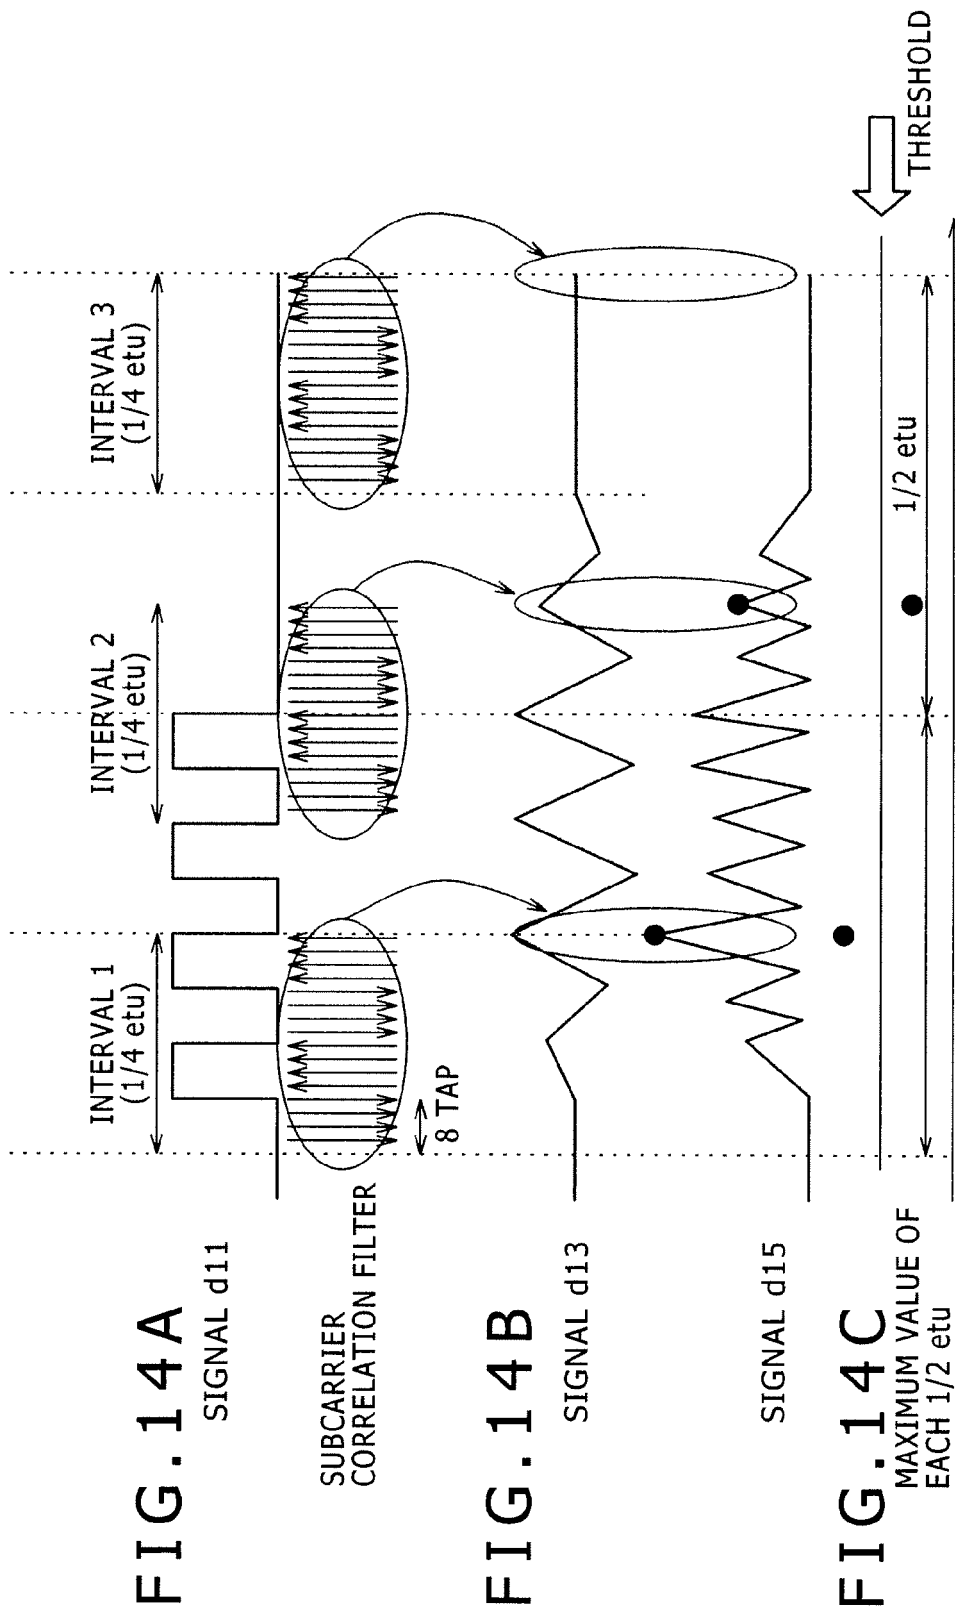 FIG.14A
SIGNAL d11
INTERVAL 1
(1/4 etu)
INTERVAL 2
(1/4 etu)
INTERVAL 3
(1/4 etu)
SUBCARRIER
CORRELATION FILTER
8 TAP
FIG.14B
SIGNAL d13
SIGNAL d15
FIG.14C
MAXIMUM VALUE OF
EACH 1/2 etu
1/2 etu
THRESHOLD